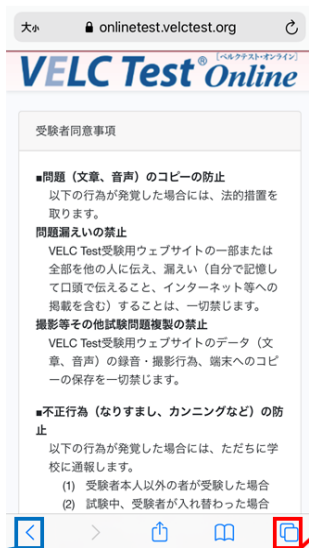 大小 onlinetest.velctest.org
[ベルクテスト・オンライン]
VELC Test® Online
受験者同意事項
■問題（文章、音声）のコピーの防止
以下の行為が発覚した場合には、法的措置を
取ります。
問題漏えいの禁止
VELC Test受験用ウェブサイトの一部または
全部を他の人に伝え、漏えい（自分で記憶し
て口頭で伝えること、インターネット等への
掲載を含む）することは、一切禁じます。
撮影等その他試験問題複製の禁止
VELC Test受験用ウェブサイトのデータ（文
章、音声）の録音・撮影行為、端末へのコピ
ーの保存を一切禁じます。
■不正行為（なりすまし、カンニングなど）の防
止
以下の行為が発覚した場合には、ただちに学
校に通報します。
(1) 受験者本人以外の者が受験した場合
(2) 試験中、受験者が入れ替わった場合